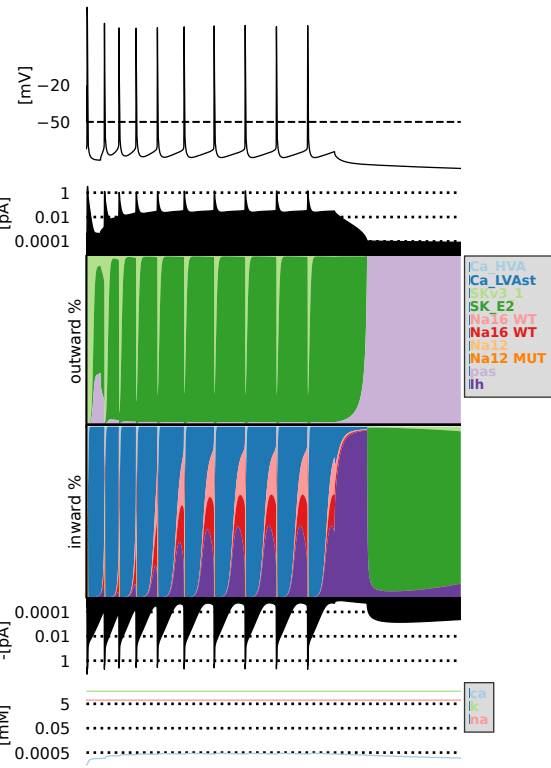 [mV]
−20
−50
[pA]
1
0.01
0.0001
outward %
Ca_HVA
Ca_LVAst
SKv3_1
SK_E2
Na16 WT
Na16 WT
Na12
Na12 MUT
pas
Ih
inward %
-[pA]
0.0001
0.01
1
[mM]
5
0.05
0.0005
ca
k
na